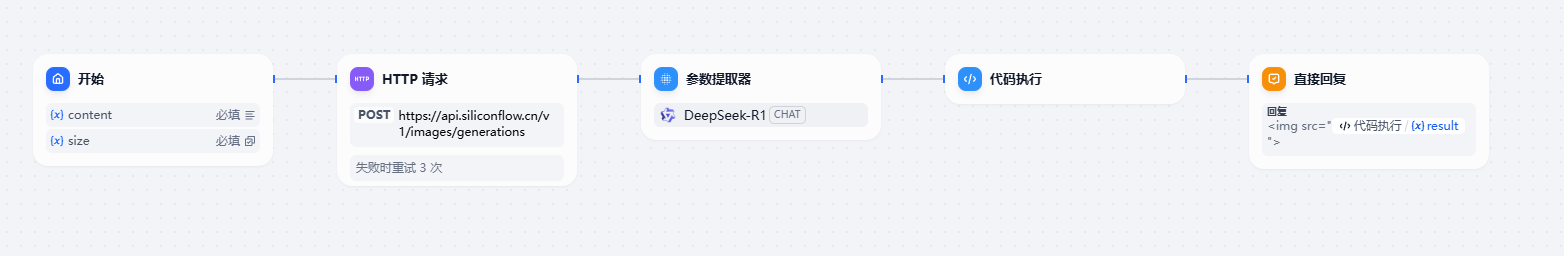 开始
{x} content 必填
{x} size 必填
HTTP HTTP 请求
POST https://api.siliconflow.cn/v
1/images/generations
失败时重试 3 次
参数提取器
DeepSeek-R1 CHAT
代码执行
直接回复
回复
<img src=" 代码执行 / {x} result
">